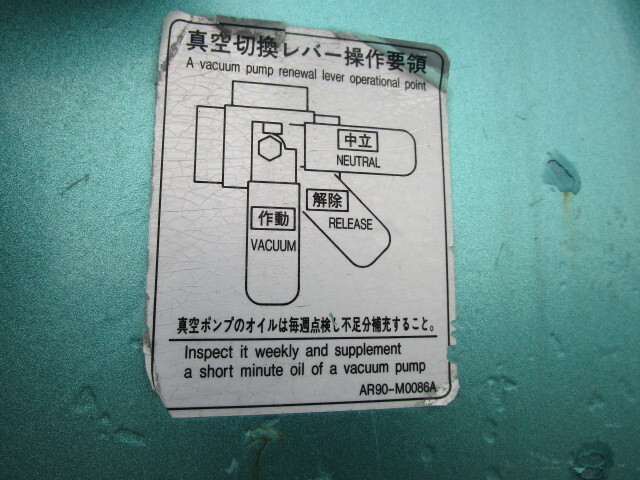 真空切換レバー操作要領
A vacuum pump renewal lever operational point
中立
NEUTRAL
解除
RELEASE
作動
VACUUM
真空ポンプのオイルは毎週点検し不足分補充すること。
Inspect it weekly and supplement
a short minute oil of a vacuum pump
AR90-M0086A